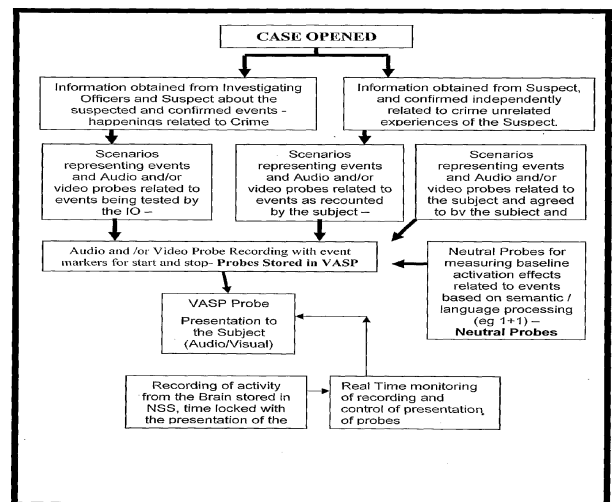 CASE OPENED
Information obtained from Investigating
Officers and Suspect about the
suspected and confirmed events -
happenings related to Crime
Information obtained from Suspect,
and confirmed independently
related to crime unrelated
experiences of the Suspect.
Scenarios
representing events
and Audio and/or
video probes related to
events being tested by
the IO –
Scenarios
representing events
and Audio and/or
video probes related to
events as recounted
by the subject –
Scenarios
representing events
and Audio and/or
video probes related to
the subject and agreed
to by the subject and
Audio and /or Video Probe Recording with event
markers for start and stop- Probes Stored in VASP
Neutral Probes for
measuring baseline
activation effects
related to events
based on semantic /
language processing
(eg 1+1) –
Neutral Probes
VASP Probe
Presentation to
the Subject
(Audio/Visual)
Recording of activity
from the Brain stored in
NSS, time locked with
the presentation of the
Real Time monitoring
of recording and
control of presentation
of probes